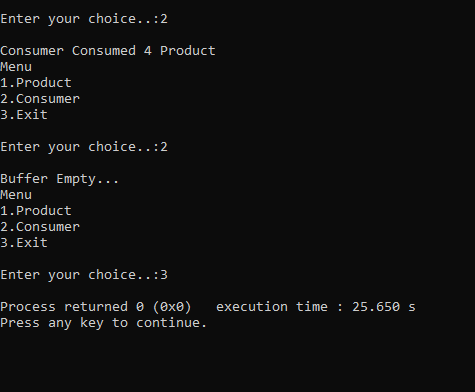 Enter your choice..:2
Consumer Consumed 4 Product
Menu
1.Product
2.Consumer
3.Exit
Enter your choice..:2
Buffer Empty...
Menu
1.Product
2.Consumer
3.Exit
Enter your choice..:3
Process returned 0 (0x0)   execution time : 25.650 s
Press any key to continue.